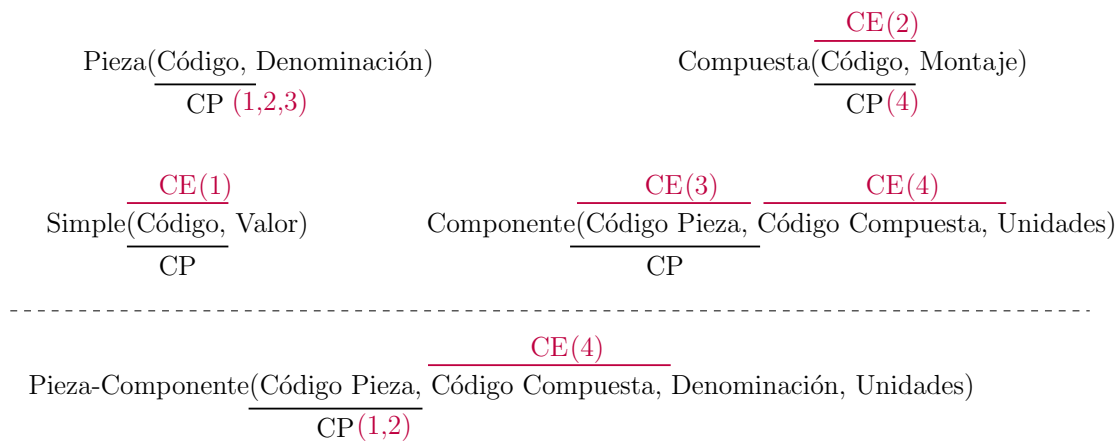 CE(2)
Pieza(Código, Denominación)
Compuesta(Código, Montaje)
CP (1,2,3)
CP(4)
CE(1)
CE(3)
CE(4)
Simple(Código, Valor)
Componente(Código Pieza, Código Compuesta, Unidades)
CP
CP
CE(4)
Pieza-Componente(Código Pieza, Código Compuesta, Denominación, Unidades)
CP(1,2)